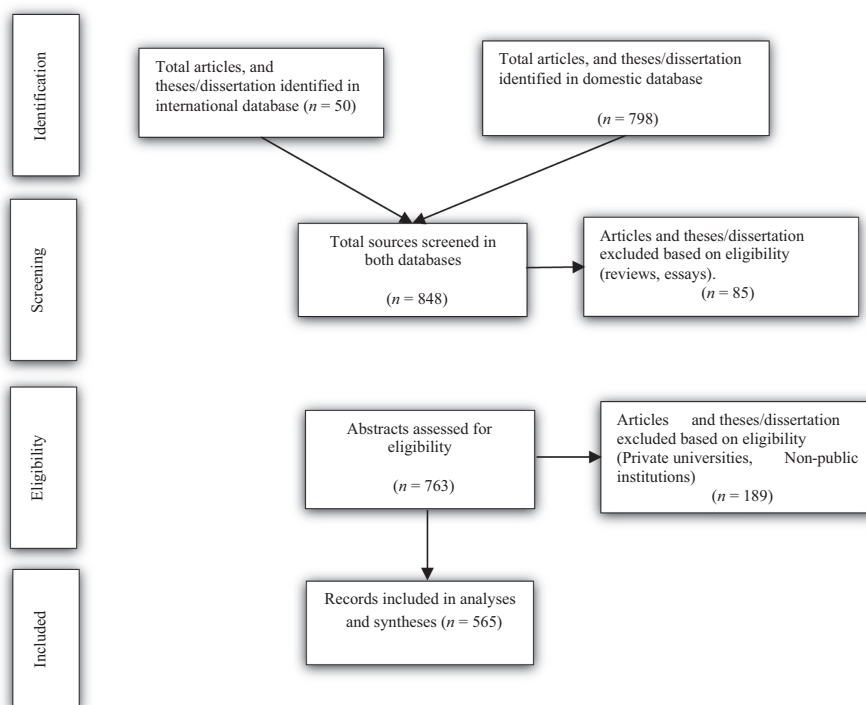 Identification
Total articles, and
theses/dissertation identified in
international database (n = 50)
Total articles, and theses/dissertation
identified in domestic database
(n = 798)
Screening
Total sources screened in
both databases
(n = 848)
Articles and theses/dissertation
excluded based on eligibility
(reviews, essays).
(n = 85)
Eligibility
Abstracts assessed for
eligibility
(n = 763)
Articles and theses/dissertation
excluded based on eligibility
(Private universities, Non-public
institutions)
(n = 189)
Included
Records included in analyses
and syntheses (n = 565)